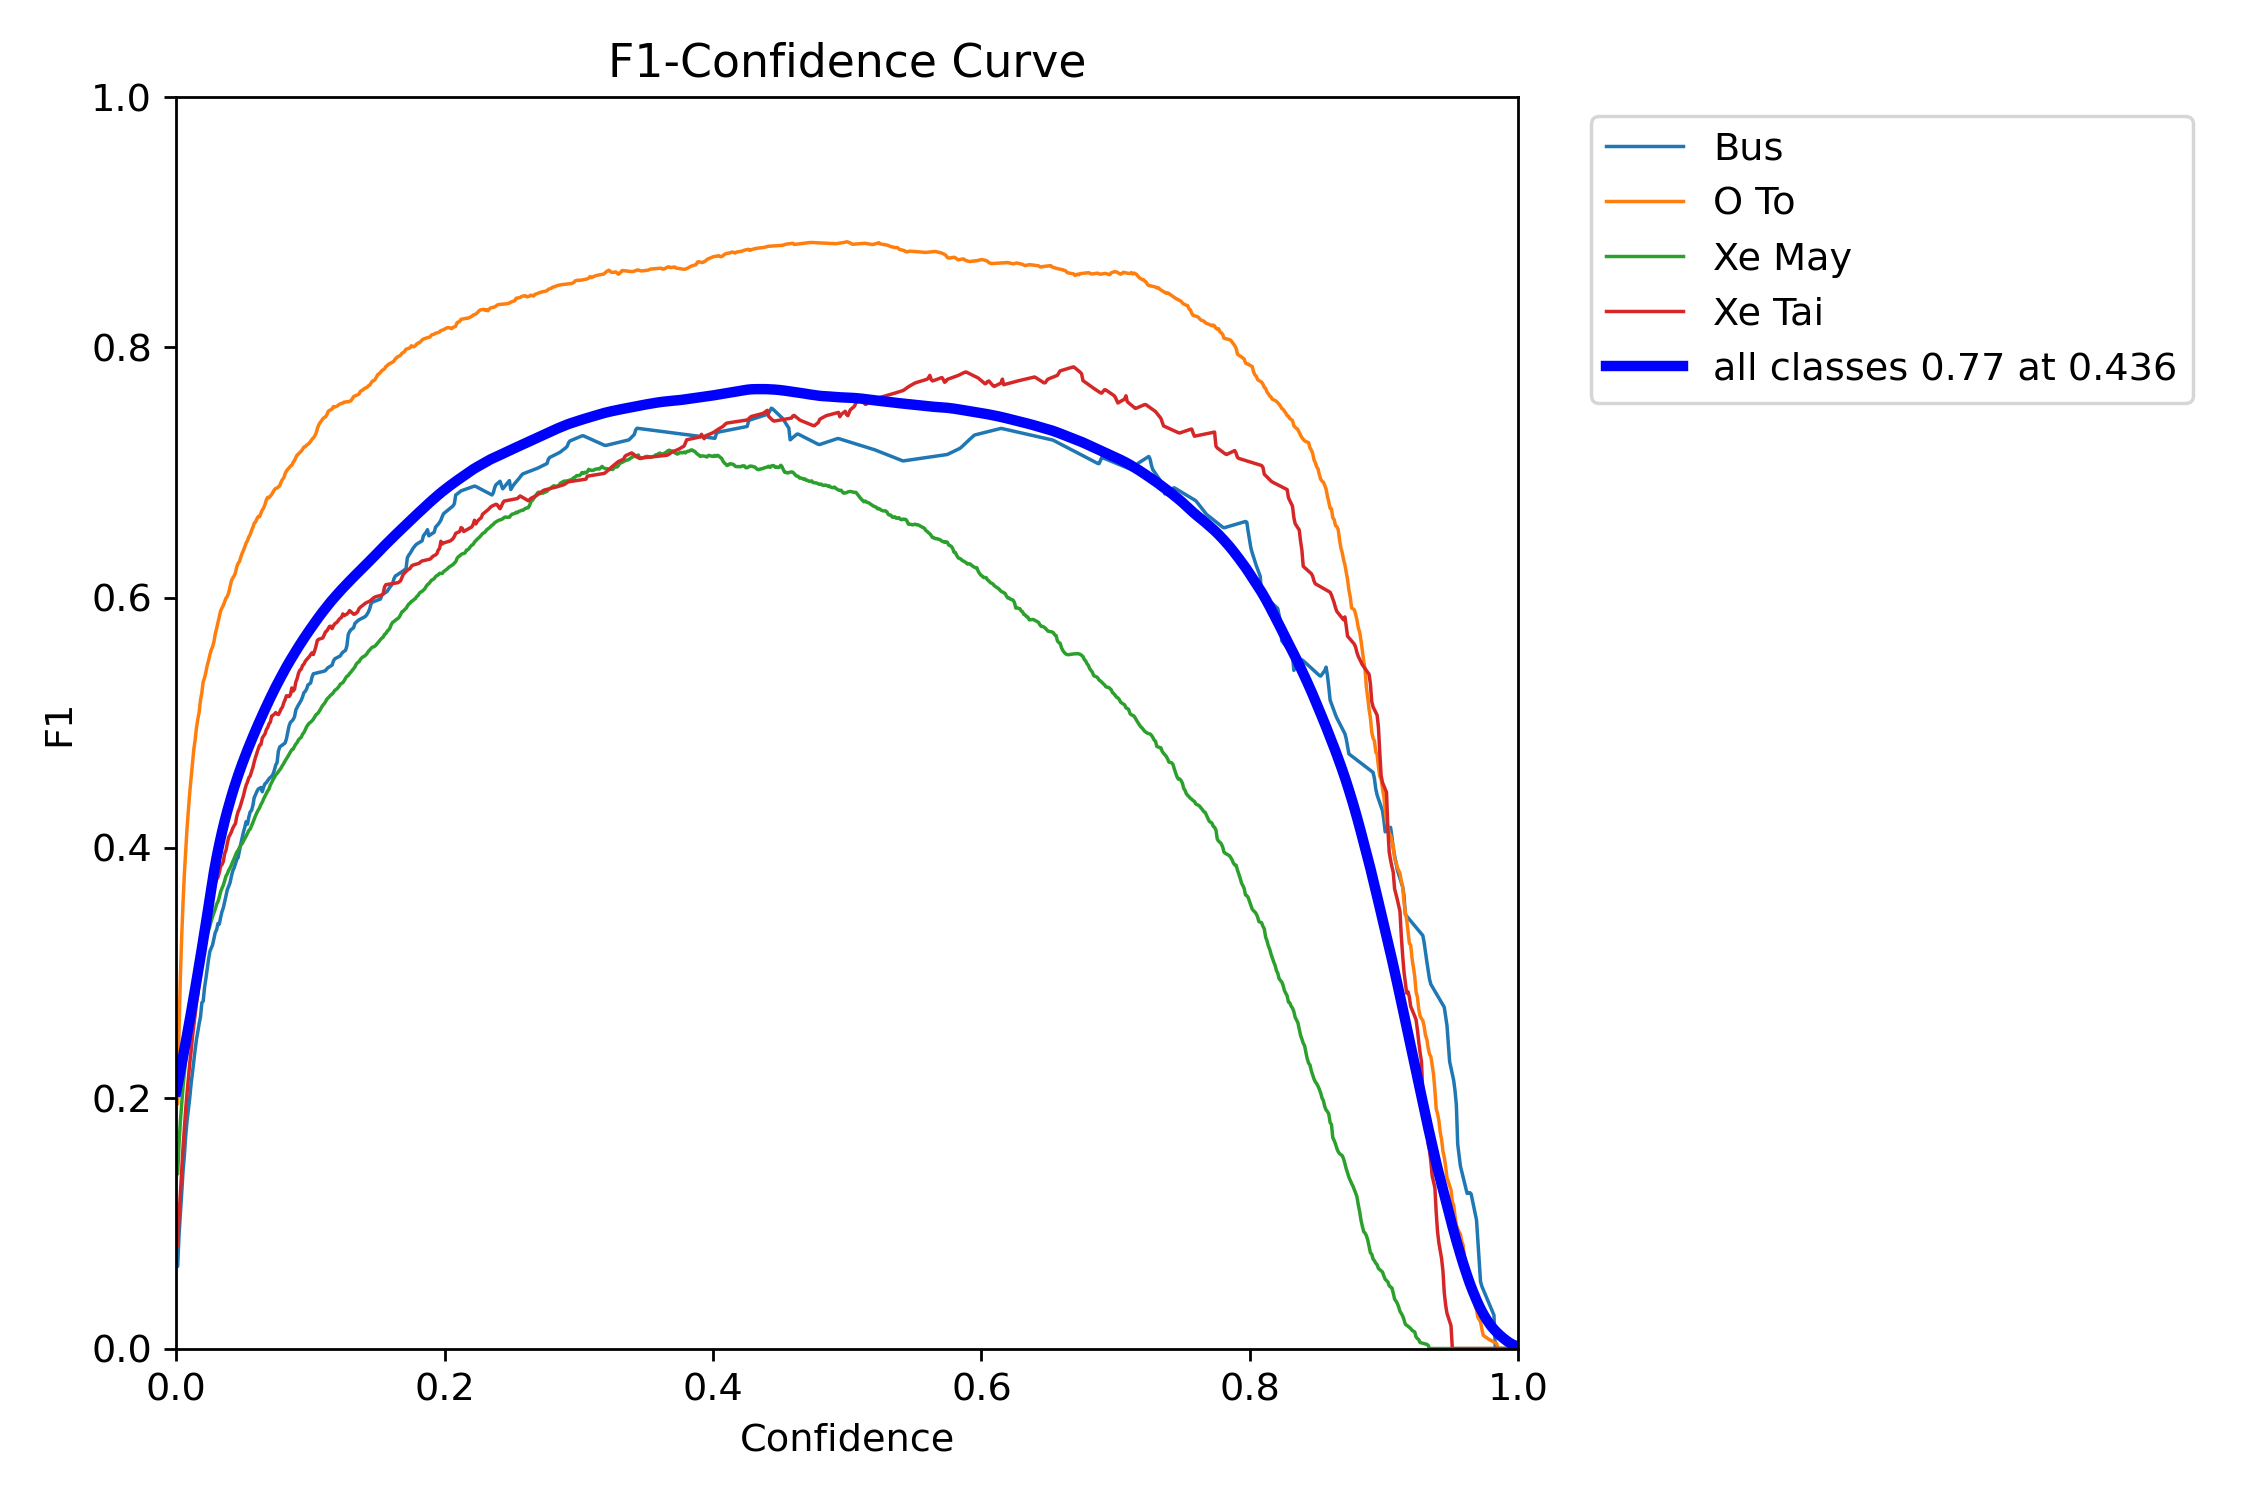 F1-Confidence Curve
1.0
0.8
0.6
0.4
0.2
0.0
F1
0.0 0.2 0.4 0.6 0.8 1.0
Confidence
Bus
O To
Xe May
Xe Tai
all classes 0.77 at 0.436